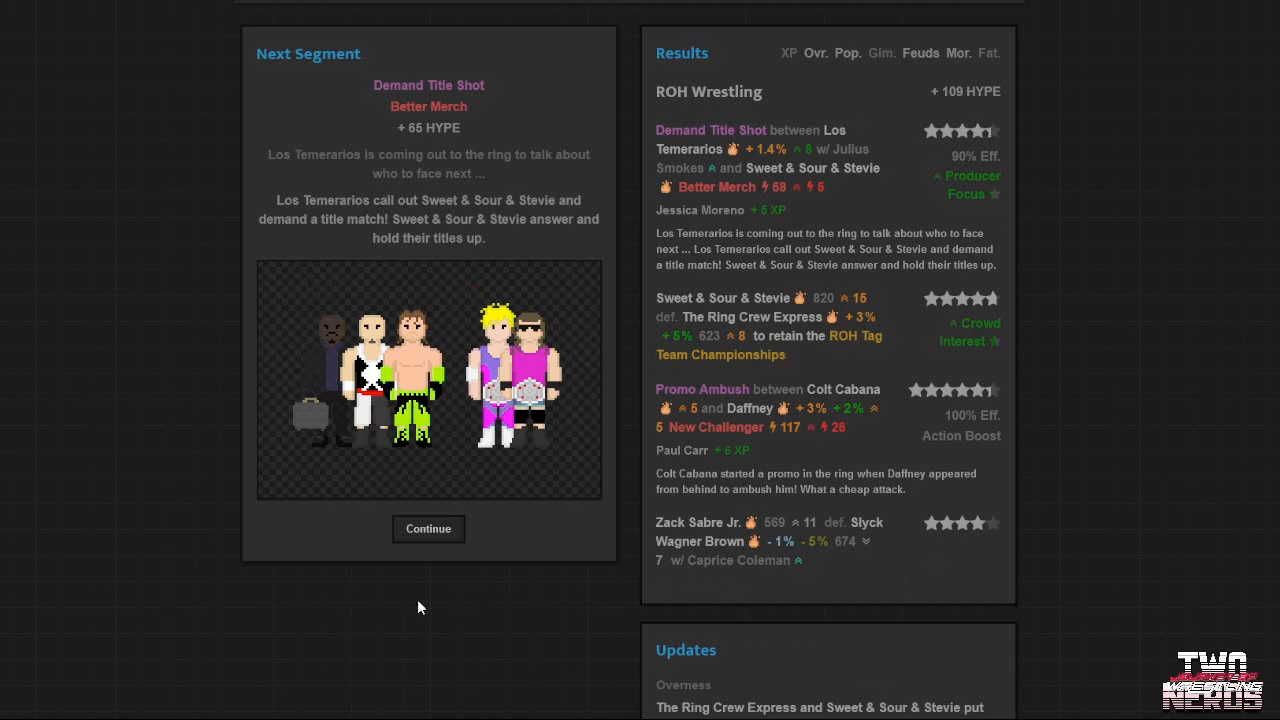 Next Segment
Demand Title Shot
Better Merch
+ 65 HYPE
Los Temerarios is coming out to the ring to talk about
who to face next ...
Los Temerarios call out Sweet & Sour & Stevie and
demand a title match! Sweet & Sour & Stevie answer and
hold their titles up.
Continue
Results XP Ovr. Pop. Gim. Feuds Mor. Fat.
ROH Wrestling + 109 HYPE
Demand Title Shot between Los
Temerarios + 1.4% 8 w/ Julius
Smokes and Sweet & Sour & Stevie
Better Merch 68 5
90% Eff.
Producer
Focus
Jessica Moreno + 6 XP
Los Temerarios is coming out to the ring to talk about who to face
next ... Los Temerarios call out Sweet & Sour & Stevie and demand
a title match! Sweet & Sour & Stevie answer and hold their titles up.
Sweet & Sour & Stevie 820 15
def. The Ring Crew Express + 3%
+ 5% 623 8 to retain the ROH Tag
Team Championships
Crowd
Interest
Promo Ambush between Colt Cabana
5 and Daffney + 3% + 2%
5 New Challenger 117 26
100% Eff.
Action Boost
Paul Carr + 6 XP
Colt Cabana started a promo in the ring when Daffney appeared
from behind to ambush him! What a cheap attack.
Zack Sabre Jr. 569 11 def. Slyck
Wagner Brown - 1% - 5% 674
7 w/ Caprice Coleman
Updates
Overness
The Ring Crew Express and Sweet & Sour & Stevie put
TWO
WRESTLING
NERDS